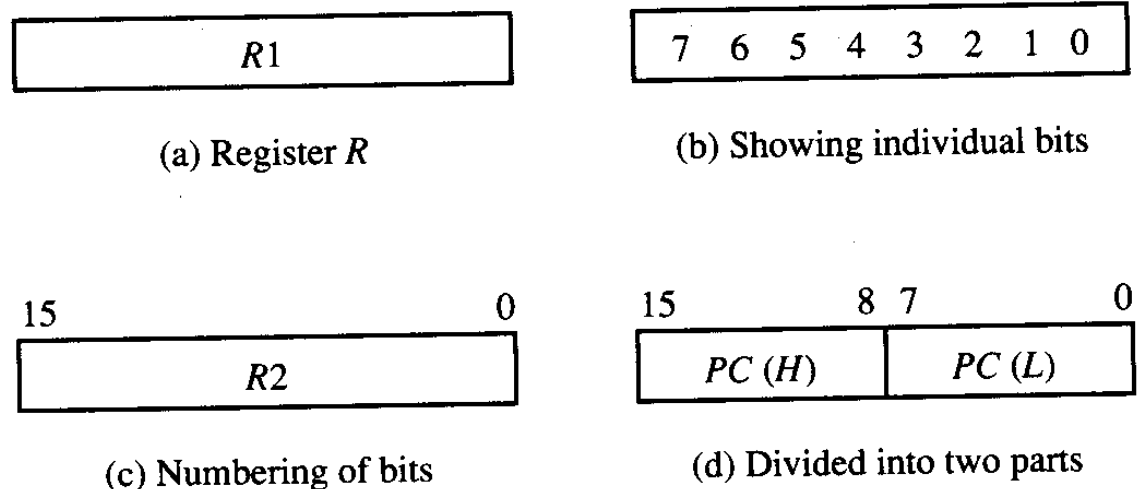 R1
(a) Register R
7 6 5 4 3 2 1 0
(b) Showing individual bits
15 0
R2
(c) Numbering of bits
15 8 7 0
PC (H) PC (L)
(d) Divided into two parts